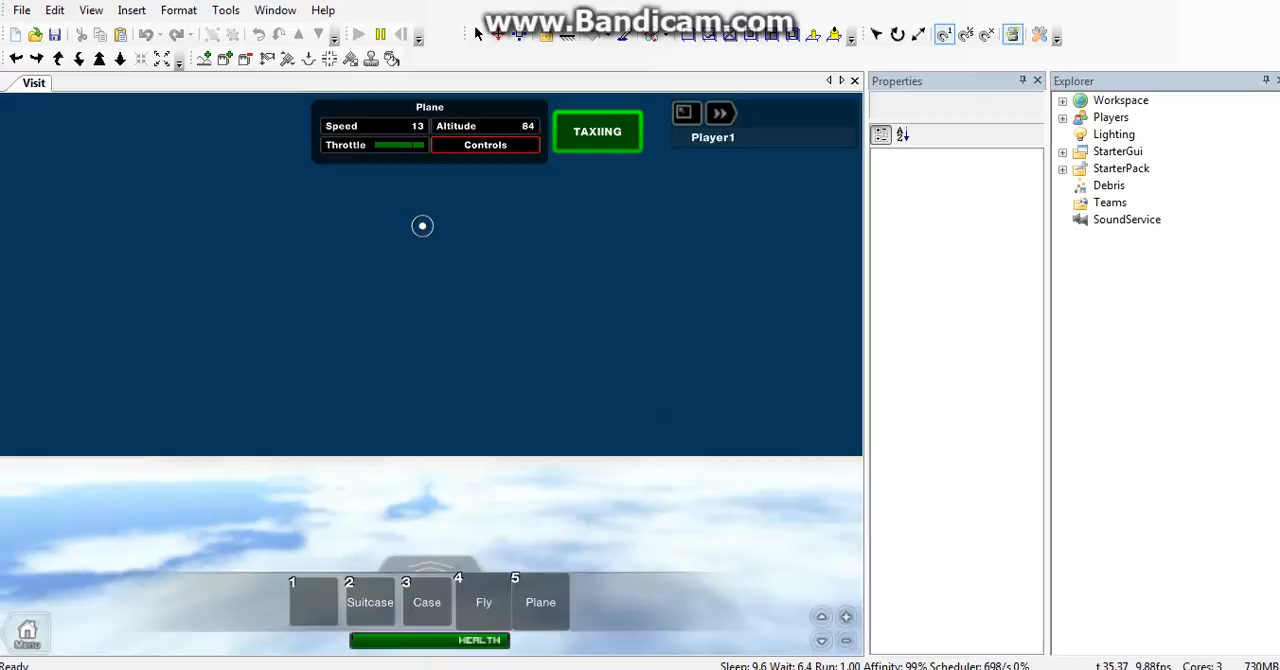 www.Bandicam.com
File Edit View Insert Format Tools Window Help
Visit
Properties
Explorer
Plane
Speed 13 Altitude 84
Throttle Controls
TAXIING
Player1
Workspace
Players
Lighting
StarterGui
StarterPack
Debris
Teams
SoundService
1 2 3 4 5
Suitcase Case Fly Plane
HEALTH
Menu
Ready
Sleep: 9.6 Wait: 6.4 Run: 1.00 Affinity: 99% Scheduler: 698/s 0% t 35.37 9.88fps Cores: 3 730MB